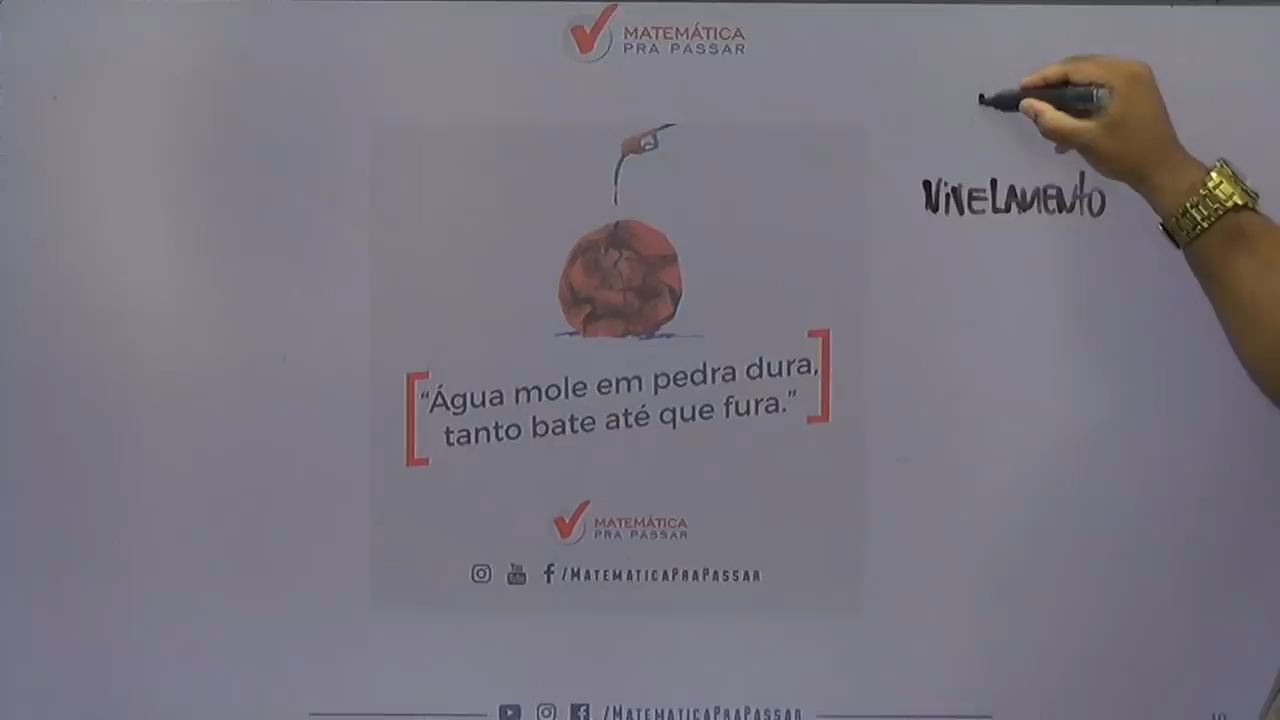 MATEMÁTICA
PRA PASSAR
NIVELAMENTO
“Água mole em pedra dura,
tanto bate até que fura.”
MATEMÁTICA
PRA PASSAR
/MATEMATICAPRAPASSAR
/MATEMATICAPRAPASSAR